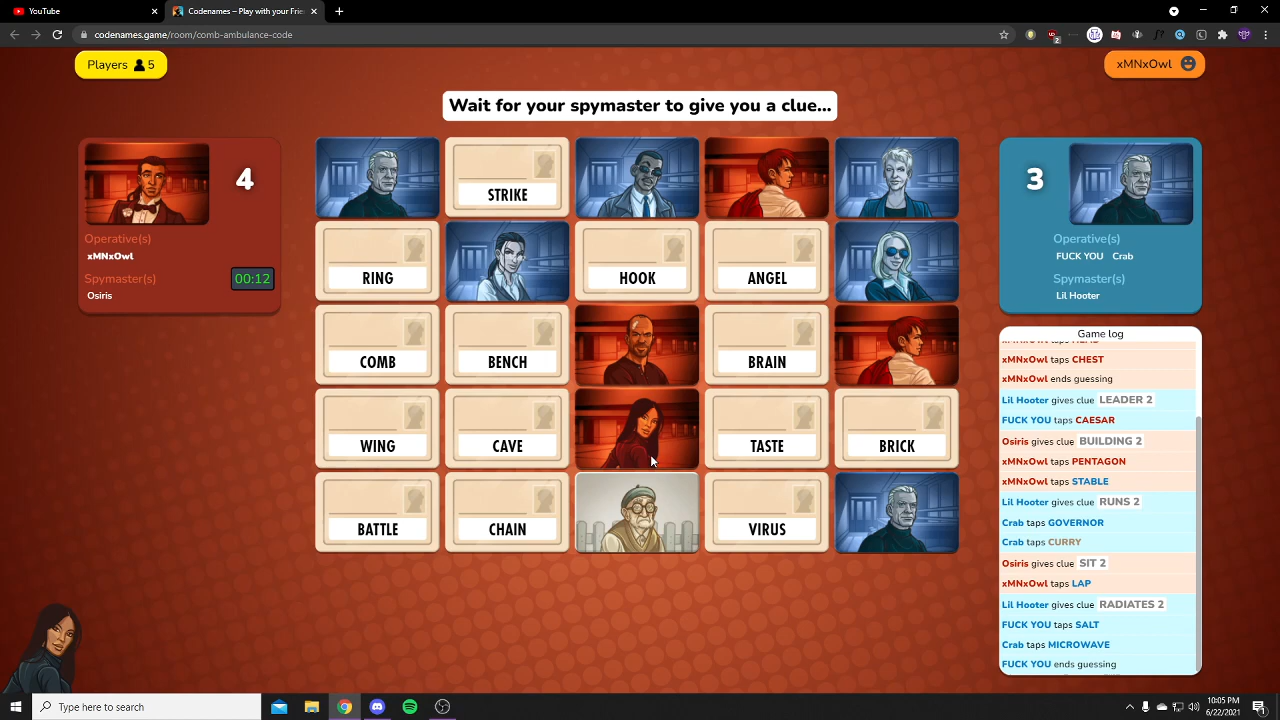 YouTube
Codenames – Play with your Frien
codenames.game/room/comb-ambulance-code
Players 5
xMNxOwl
Wait for your spymaster to give you a clue...
4
Operative(s)
xMNxOwl
Spymaster(s)
00:12
Osiris
STRIKE
RING
HOOK
ANGEL
COMB
BENCH
BRAIN
WING
CAVE
TASTE
BRICK
BATTLE
CHAIN
VIRUS
3
Operative(s)
FUCK YOU Crab
Spymaster(s)
Lil Hooter
Game log
xMNxOwl taps CHEST
xMNxOwl ends guessing
Lil Hooter gives clue LEADER 2
FUCK YOU taps CAESAR
Osiris gives clue BUILDING 2
xMNxOwl taps PENTAGON
xMNxOwl taps STABLE
Lil Hooter gives clue RUNS 2
Crab taps GOVERNOR
Crab taps CURRY
Osiris gives clue SIT 2
xMNxOwl taps LAP
Lil Hooter gives clue RADIATES 2
FUCK YOU taps SALT
Crab taps MICROWAVE
FUCK YOU ends guessing
Type here to search
10:05 PM
6/22/2021